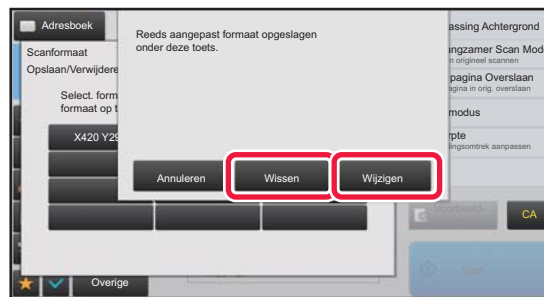 Adresboek
Reeds aangepast formaat opgeslagen
onder deze toets.
assing Achtergrond
Scanformaat
ngzamer Scan Mod
n origineel scannen
Opslaan/Verwijdere
pagina Overslaan
agina in orig. overslaan
Select. form
formaat op t
modus
X420 Y29
rpte
lingsomtrek aanpassen
Annuleren
Wissen
Wijzigen
Voorbeeld-
CA
Start
Overige